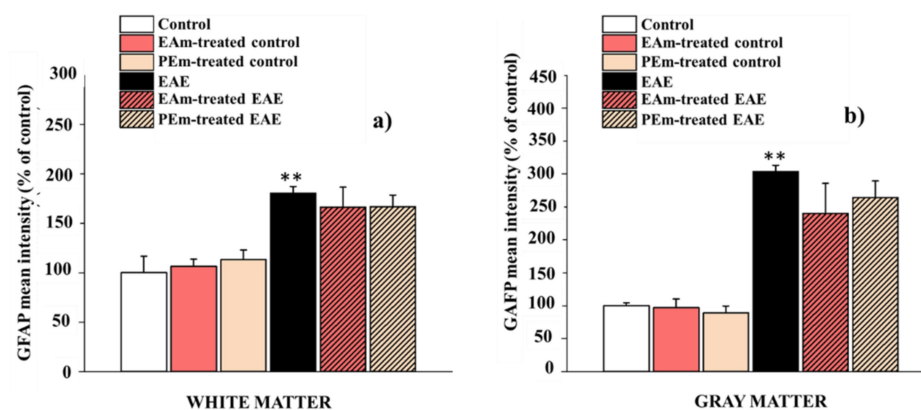 Control
EAm-treated control
PEm-treated control
EAE
EAm-treated EAE
PEm-treated EAE
a)
GFAP mean intensity (% of control)
300
250
200
150
100
50
0
**
WHITE MATTER
Control
EAm-treated control
PEm-treated control
EAE
EAm-treated EAE
PEm-treated EAE
b)
GAFP mean intensity (% of control)
450
400
350
300
250
200
150
100
50
0
**
GRAY MATTER